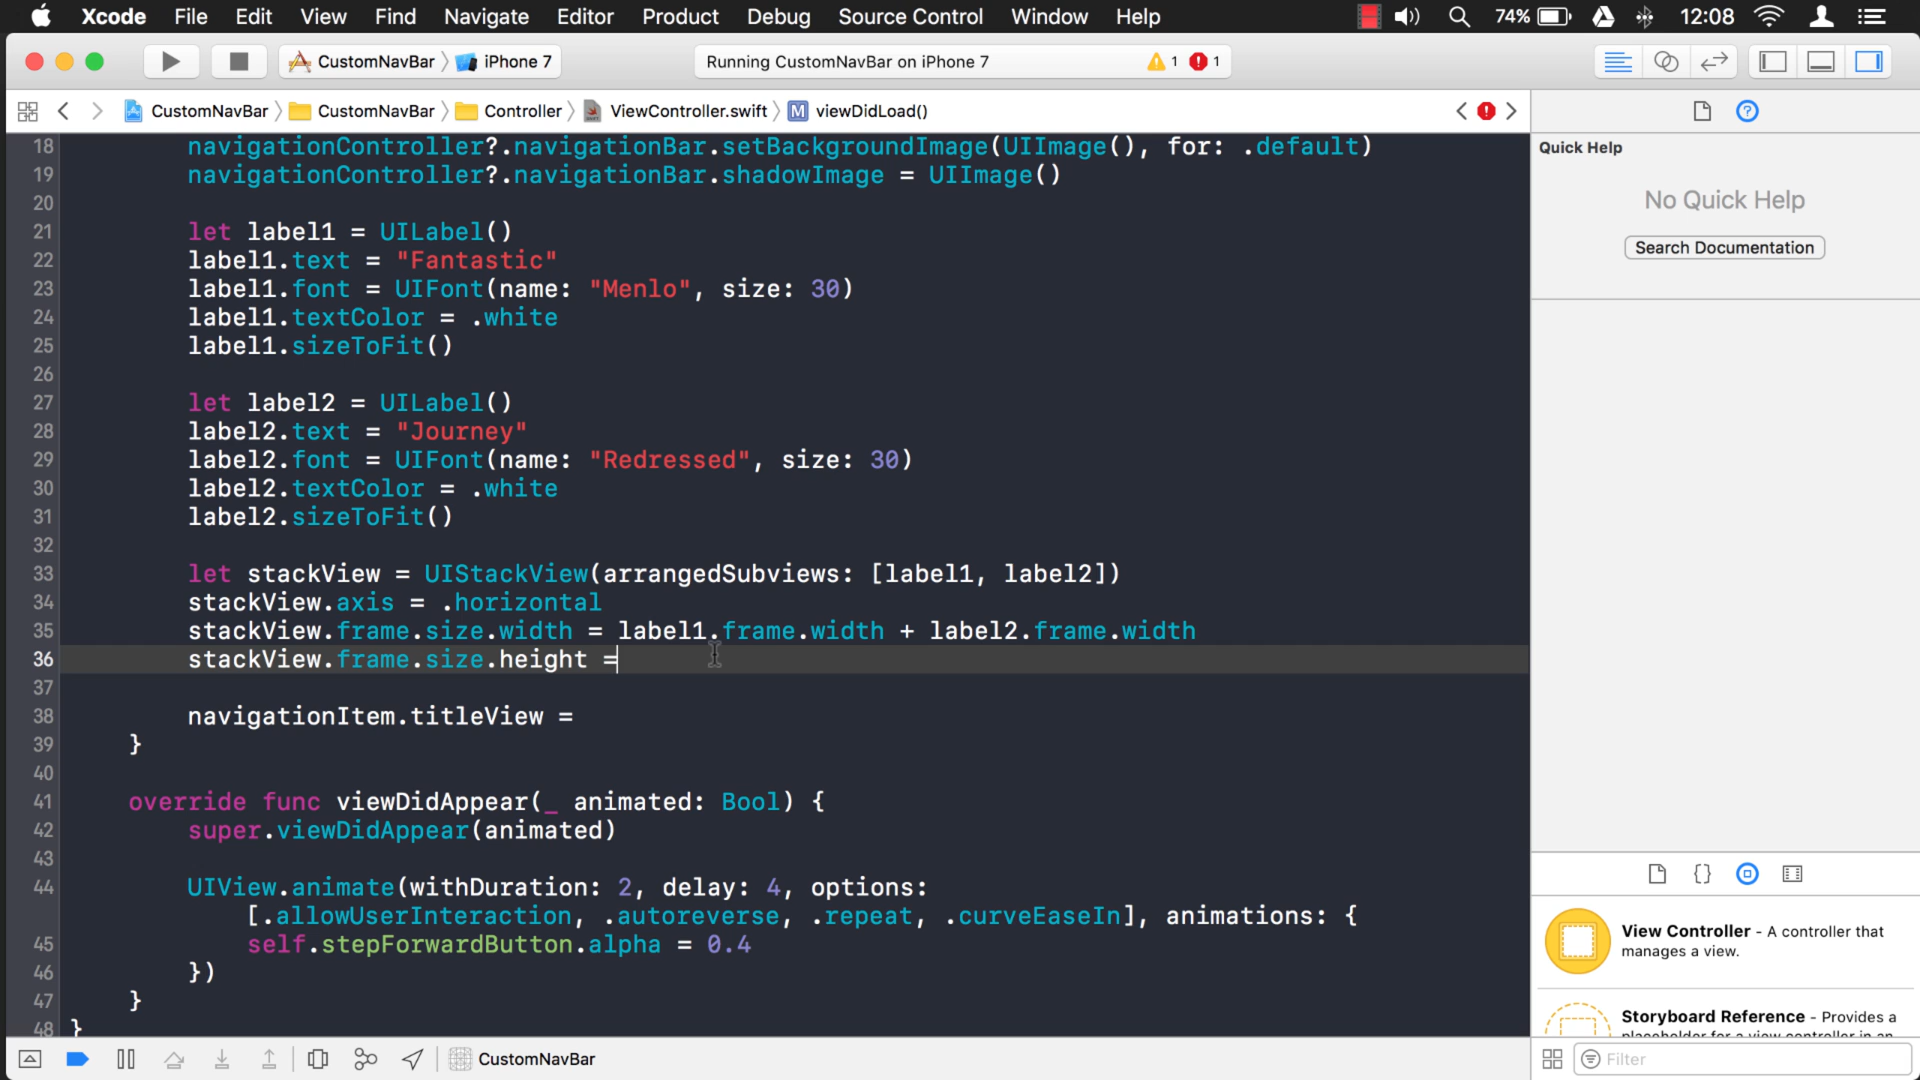 Xcode File Edit View Find Navigate Editor Product Debug Source Control Window Help 74% 12:08
CustomNavBar iPhone 7 Running CustomNavBar on iPhone 7 1 1
CustomNavBar CustomNavBar Controller ViewController.swift M viewDidLoad()
18 navigationController?.navigationBar.setBackgroundImage(UIImage(), for: .default)
19 navigationController?.navigationBar.shadowImage = UIImage()
20
21 let label1 = UILabel()
22 label1.text = "Fantastic"
23 label1.font = UIFont(name: "Menlo", size: 30)
24 label1.textColor = .white
25 label1.sizeToFit()
26
27 let label2 = UILabel()
28 label2.text = "Journey"
29 label2.font = UIFont(name: "Redressed", size: 30)
30 label2.textColor = .white
31 label2.sizeToFit()
32
33 let stackView = UIStackView(arrangedSubviews: [label1, label2])
34 stackView.axis = .horizontal
35 stackView.frame.size.width = label1.frame.width + label2.frame.width
36 stackView.frame.size.height =
37
38 navigationItem.titleView =
39 }
40
41 override func viewDidAppear(_ animated: Bool) {
42 super.viewDidAppear(animated)
43
44 UIView.animate(withDuration: 2, delay: 4, options:
[.allowUserInteraction, .autoreverse, .repeat, .curveEaseIn], animations: {
45 self.stepForwardButton.alpha = 0.4
46 })
47 }
48 }
CustomNavBar
Quick Help
No Quick Help
Search Documentation
View Controller - A controller that
manages a view.
Storyboard Reference - Provides a
placeholder for a view controller in an
Filter